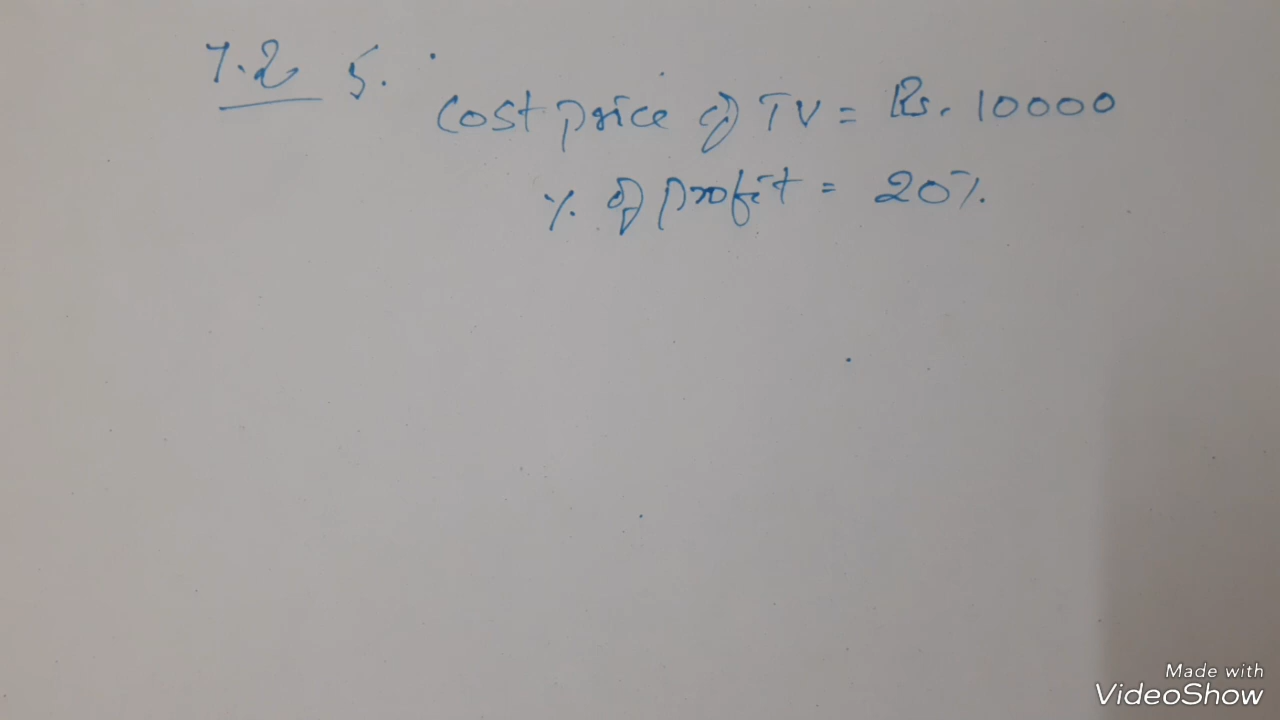 7.2 5.
Cost price of TV = Rs. 10000
% of profit = 20%.
Made with
VideoShow